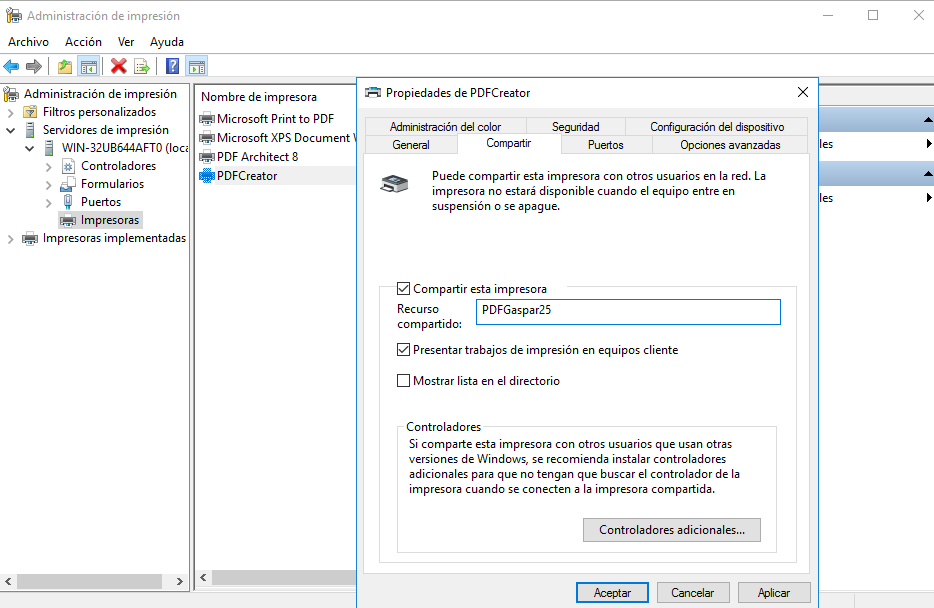 Administración de impresión
Archivo Acción Ver Ayuda
Administración de impresión
Filtros personalizados
Servidores de impresión
WIN-32UB644AFT0 (loca
Controladores
Formularios
Puertos
Impresoras
Impresoras implementadas
Nombre de impresora
Microsoft Print to PDF
Microsoft XPS Document
PDF Architect 8
PDFCreator
Propiedades de PDFCreator
Administración del color Seguridad Configuración del dispositivo
General Compartir Puertos Opciones avanzadas
Puede compartir esta impresora con otros usuarios en la red. La
impresora no estará disponible cuando el equipo entre en
suspensión o se apague.
Compartir esta impresora
Recurso
compartido:
PDFGaspar25
Presentar trabajos de impresión en equipos cliente
Mostrar lista en el directorio
Controladores
Si comparte esta impresora con otros usuarios que usan otras
versiones de Windows, se recomienda instalar controladores
adicionales para que no tengan que buscar el controlador de la
impresora cuando se conecten a la impresora compartida.
Controladores adicionales...
Aceptar Cancelar Aplicar
les
les